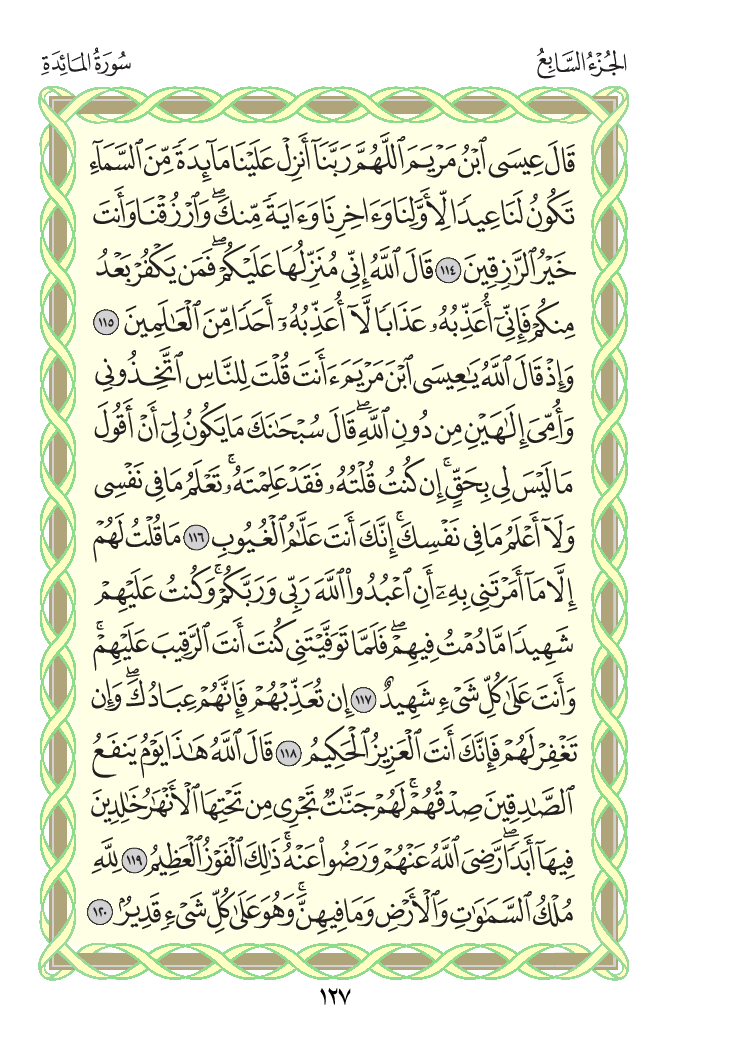 الجُزْءُ السَّابِعُ
سُورَةُ المَائِدَةِ
قَالَ عِيسَى ٱبْنُ مَرْيَمَ ٱللَّهُمَّ رَبَّنَآ أَنزِلْ عَلَيْنَا مَآئِدَةً مِّنَ ٱلسَّمَآءِ
تَكُونُ لَنَا عِيدًا لِّأَوَّلِنَا وَءَاخِرِنَا وَءَايَةً مِّنكَۖ وَٱرْزُقْنَا وَأَنتَ
خَيْرُ ٱلرَّٰزِقِينَ ١١٤ قَالَ ٱللَّهُ إِنِّى مُنَزِّلُهَا عَلَيْكُمْۖ فَمَن يَكْفُرْ بَعْدُ
مِنكُمْ فَإِنِّىٓ أُعَذِّبُهُۥ عَذَابًا لَّآ أُعَذِّبُهُۥٓ أَحَدًا مِّنَ ٱلْعَٰلَمِينَ ١١٥
وَإِذْ قَالَ ٱللَّهُ يَٰعِيسَى ٱبْنَ مَرْيَمَ ءَأَنتَ قُلْتَ لِلنَّاسِ ٱتَّخِذُونِى
وَأُمِّىَ إِلَٰهَيْنِ مِن دُونِ ٱللَّهِۖ قَالَ سُبْحَٰنَكَ مَا يَكُونُ لِىٓ أَنْ أَقُولَ
مَا لَيْسَ لِى بِحَقٍّۚ إِن كُنتُ قُلْتُهُۥ فَقَدْ عَلِمْتَهُۥۚ تَعْلَمُ مَا فِى نَفْسِى
وَلَآ أَعْلَمُ مَا فِى نَفْسِكَۚ إِنَّكَ أَنتَ عَلَّٰمُ ٱلْغُيُوبِ ١١٦ مَا قُلْتُ لَهُمْ
إِلَّا مَآ أَمَرْتَنِى بِهِۦٓ أَنِ ٱعْبُدُوا۟ ٱللَّهَ رَبِّى وَرَبَّكُمْۚ وَكُنتُ عَلَيْهِمْ
شَهِيدًا مَّا دُمْتُ فِيهِمْۖ فَلَمَّا تَوَفَّيْتَنِى كُنتَ أَنتَ ٱلرَّقِيبَ عَلَيْهِمْۚ
وَأَنتَ عَلَىٰ كُلِّ شَىْءٍ شَهِيدٌ ١١٧ إِن تُعَذِّبْهُمْ فَإِنَّهُمْ عِبَادُكَۖ وَإِن
تَغْفِرْ لَهُمْ فَإِنَّكَ أَنتَ ٱلْعَزِيزُ ٱلْحَكِيمُ ١١٨ قَالَ ٱللَّهُ هَٰذَا يَوْمُ يَنفَعُ
ٱلصَّٰدِقِينَ صِدْقُهُمْۚ لَهُمْ جَنَّٰتٌ تَجْرِى مِن تَحْتِهَا ٱلْأَنْهَٰرُ خَٰلِدِينَ
فِيهَآ أَبَدًاۖ رَّضِىَ ٱللَّهُ عَنْهُمْ وَرَضُوا۟ عَنْهُۚ ذَٰلِكَ ٱلْفَوْزُ ٱلْعَظِيمُ ١١٩ لِلَّهِ
مُلْكُ ٱلسَّمَٰوَٰتِ وَٱلْأَرْضِ وَمَا فِيهِنَّۚ وَهُوَ عَلَىٰ كُلِّ شَىْءٍ قَدِيرٌۢ ١٢٠
١٢٧